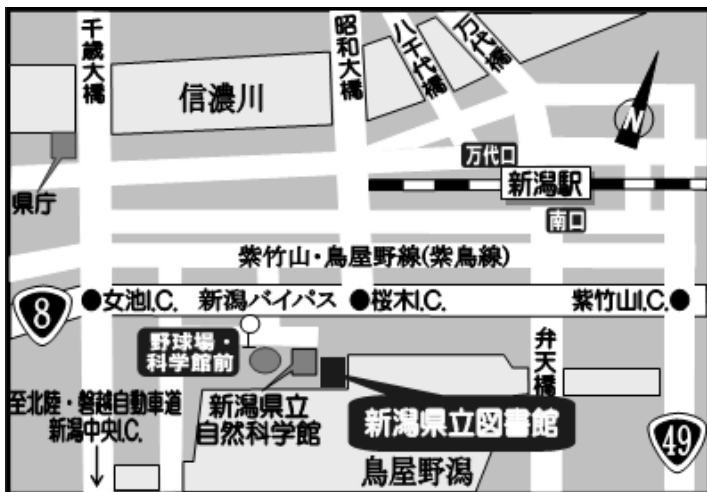 千歳大橋
昭和大橋
八千代橋
万代橋
信濃川
N
万代口
新潟駅
県庁
南口
紫竹山・鳥屋野線(紫鳥線)
8
女池I.C.
新潟バイパス
桜木I.C.
紫竹山I.C.
野球場・
科学館前
弁天橋
至北陸・磐越自動車道
新潟中央I.C.
新潟県立
自然科学館
新潟県立図書館
49
鳥屋野潟